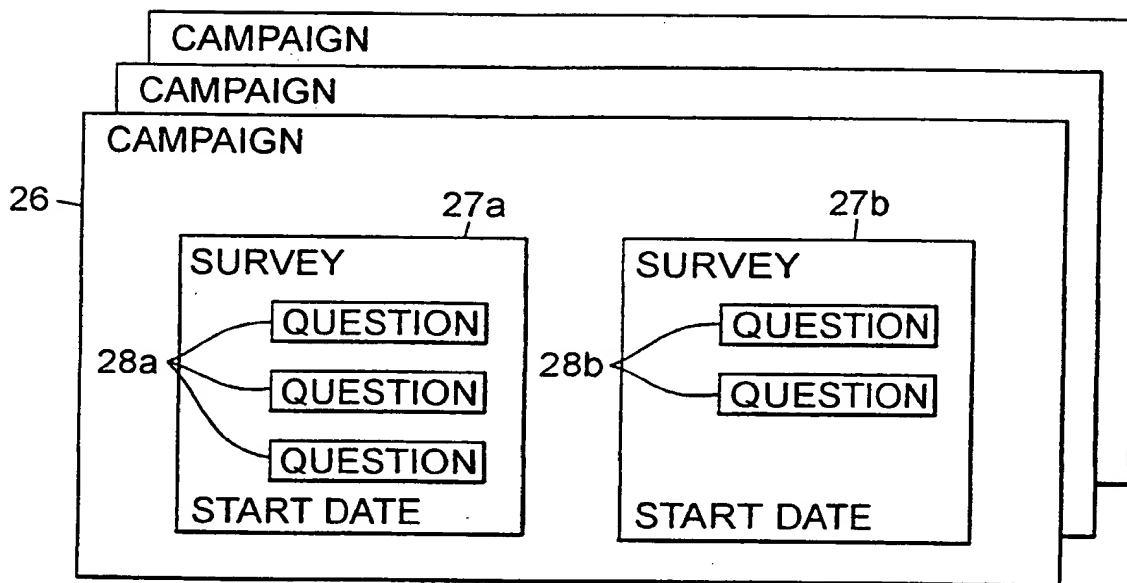 CAMPAIGN
CAMPAIGN
CAMPAIGN
26
27a
27b
SURVEY
QUESTION
28a
QUESTION
QUESTION
START DATE
SURVEY
QUESTION
28b
QUESTION
START DATE